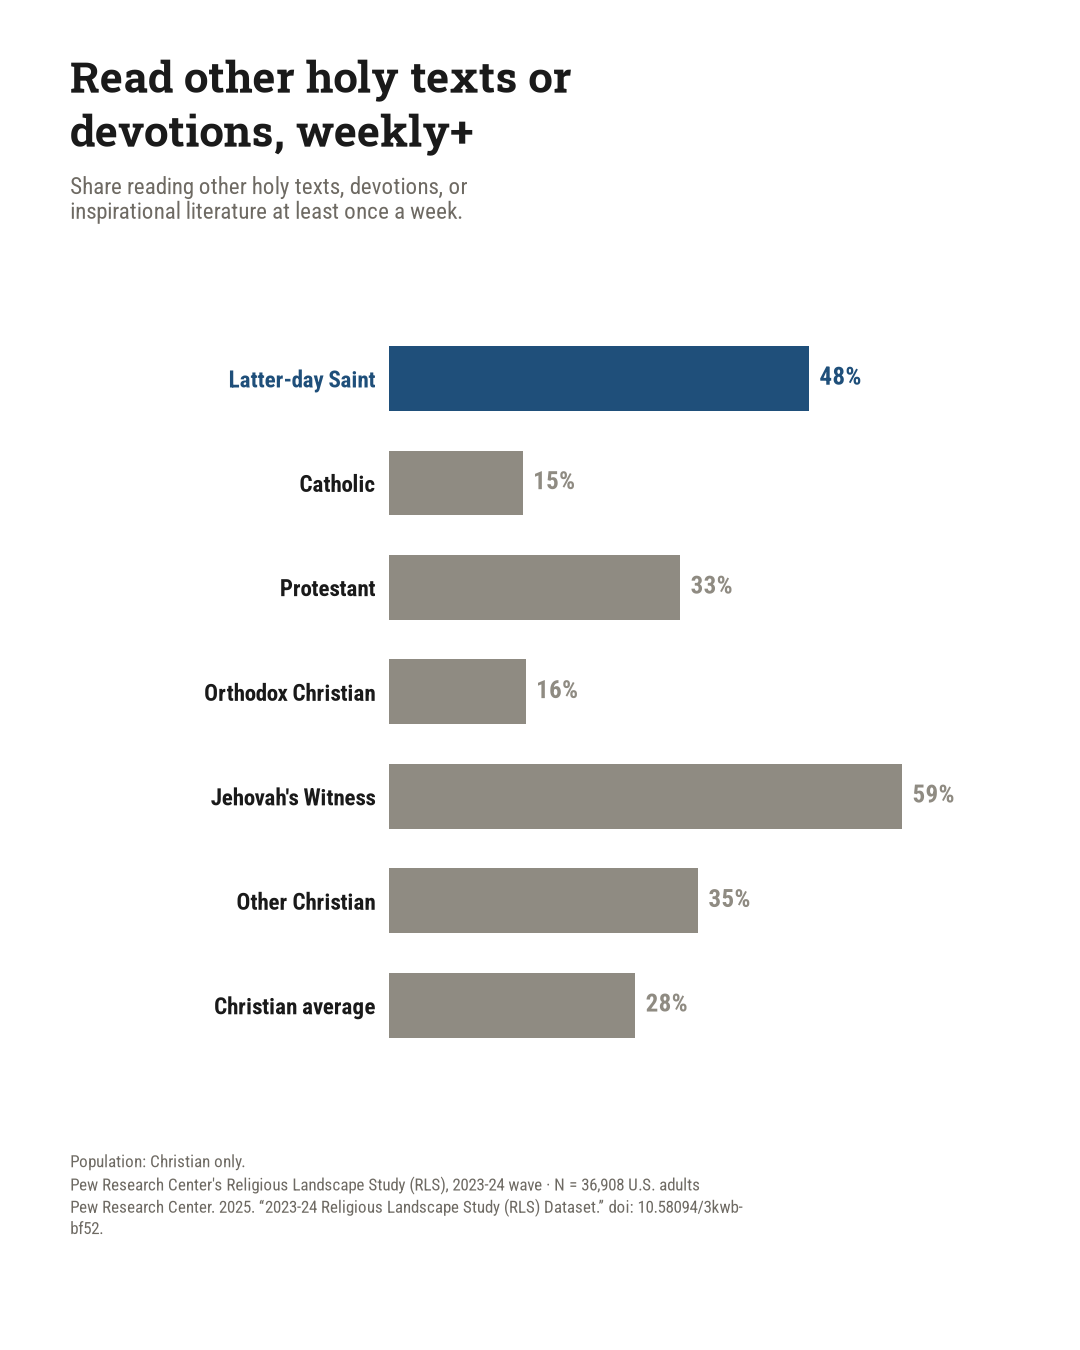 Read other holy texts or
devotions, weekly+
Share reading other holy texts, devotions, or
inspirational literature at least once a week.
Latter-day Saint 48%
Catholic 15%
Protestant 33%
Orthodox Christian 16%
Jehovah's Witness 59%
Other Christian 35%
Christian average 28%
Population: Christian only.
Pew Research Center's Religious Landscape Study (RLS), 2023-24 wave · N = 36,908 U.S. adults
Pew Research Center. 2025. “2023-24 Religious Landscape Study (RLS) Dataset.” doi: 10.58094/3kwb-
bf52.